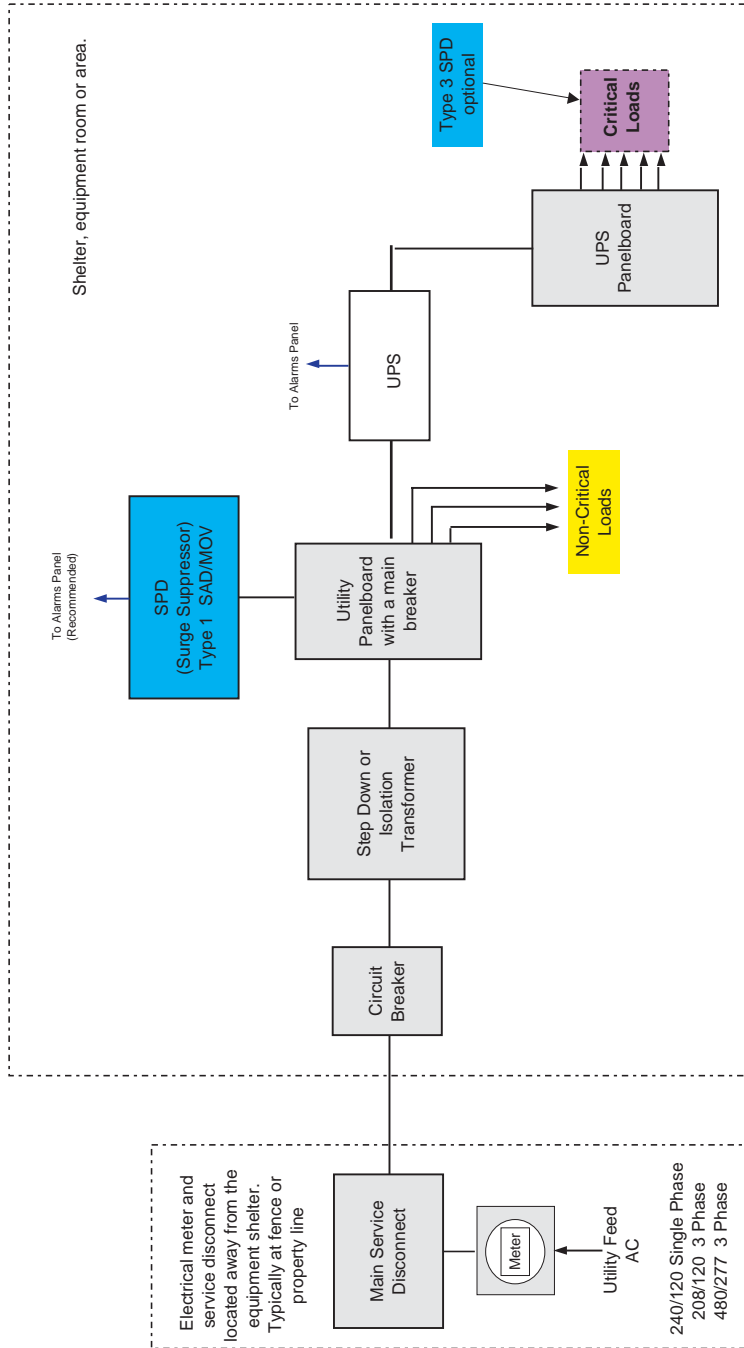 Electrical meter and
service disconnect
located away from the
equipment shelter.
Typically at fence or
property line
Main Service
Disconnect
Meter
Utility Feed
AC
240/120 Single Phase
208/120 3 Phase
480/277 3 Phase
Shelter, equipment room or area.
Circuit
Breaker
Step Down or
Isolation
Transformer
To Alarms Panel
(Recommended)
SPD
(Surge Suppressor)
Type 1 SAD/MOV
Utility
Panelboard
with a main
breaker
Non-Critical
Loads
To Alarms Panel
UPS
UPS
Panelboard
Type 3 SPD
optional
Critical
Loads